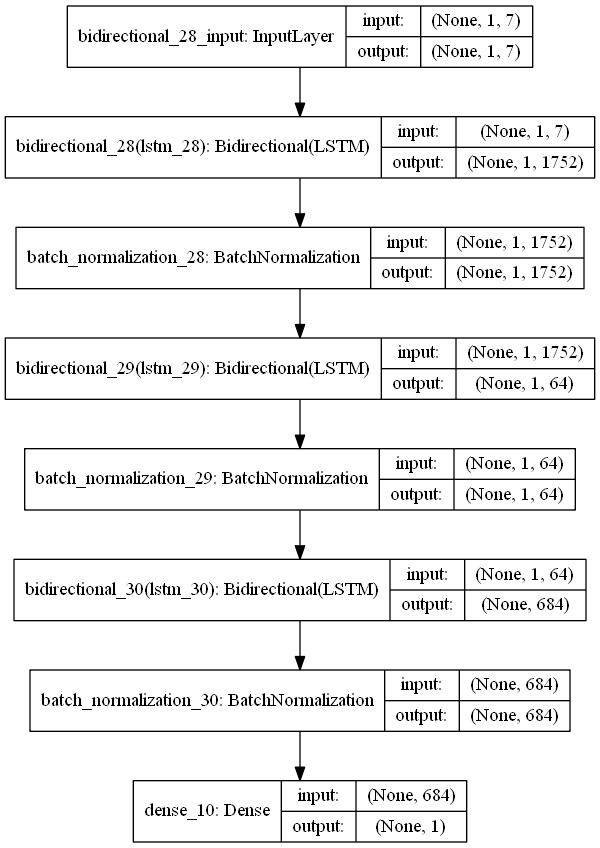 bidirectional_28_input: InputLayer
input: (None, 1, 7)
output: (None, 1, 7)
bidirectional_28(lstm_28): Bidirectional(LSTM)
input: (None, 1, 7)
output: (None, 1, 1752)
batch_normalization_28: BatchNormalization
input: (None, 1, 1752)
output: (None, 1, 1752)
bidirectional_29(lstm_29): Bidirectional(LSTM)
input: (None, 1, 1752)
output: (None, 1, 64)
batch_normalization_29: BatchNormalization
input: (None, 1, 64)
output: (None, 1, 64)
bidirectional_30(lstm_30): Bidirectional(LSTM)
input: (None, 1, 64)
output: (None, 684)
batch_normalization_30: BatchNormalization
input: (None, 684)
output: (None, 684)
dense_10: Dense
input: (None, 684)
output: (None, 1)